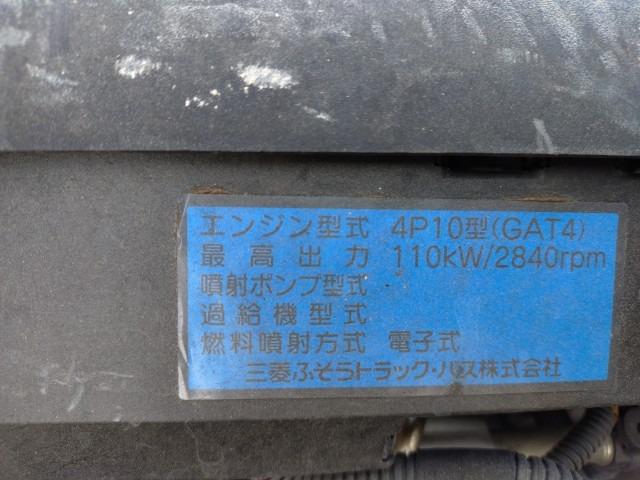 エンジン型式 4P10型(GAT4)
最高出力 110kW/2840rpm
噴射ポンプ型式
過給機型式
燃料噴射方式 電子式
三菱ふそうトラック・バス株式会社